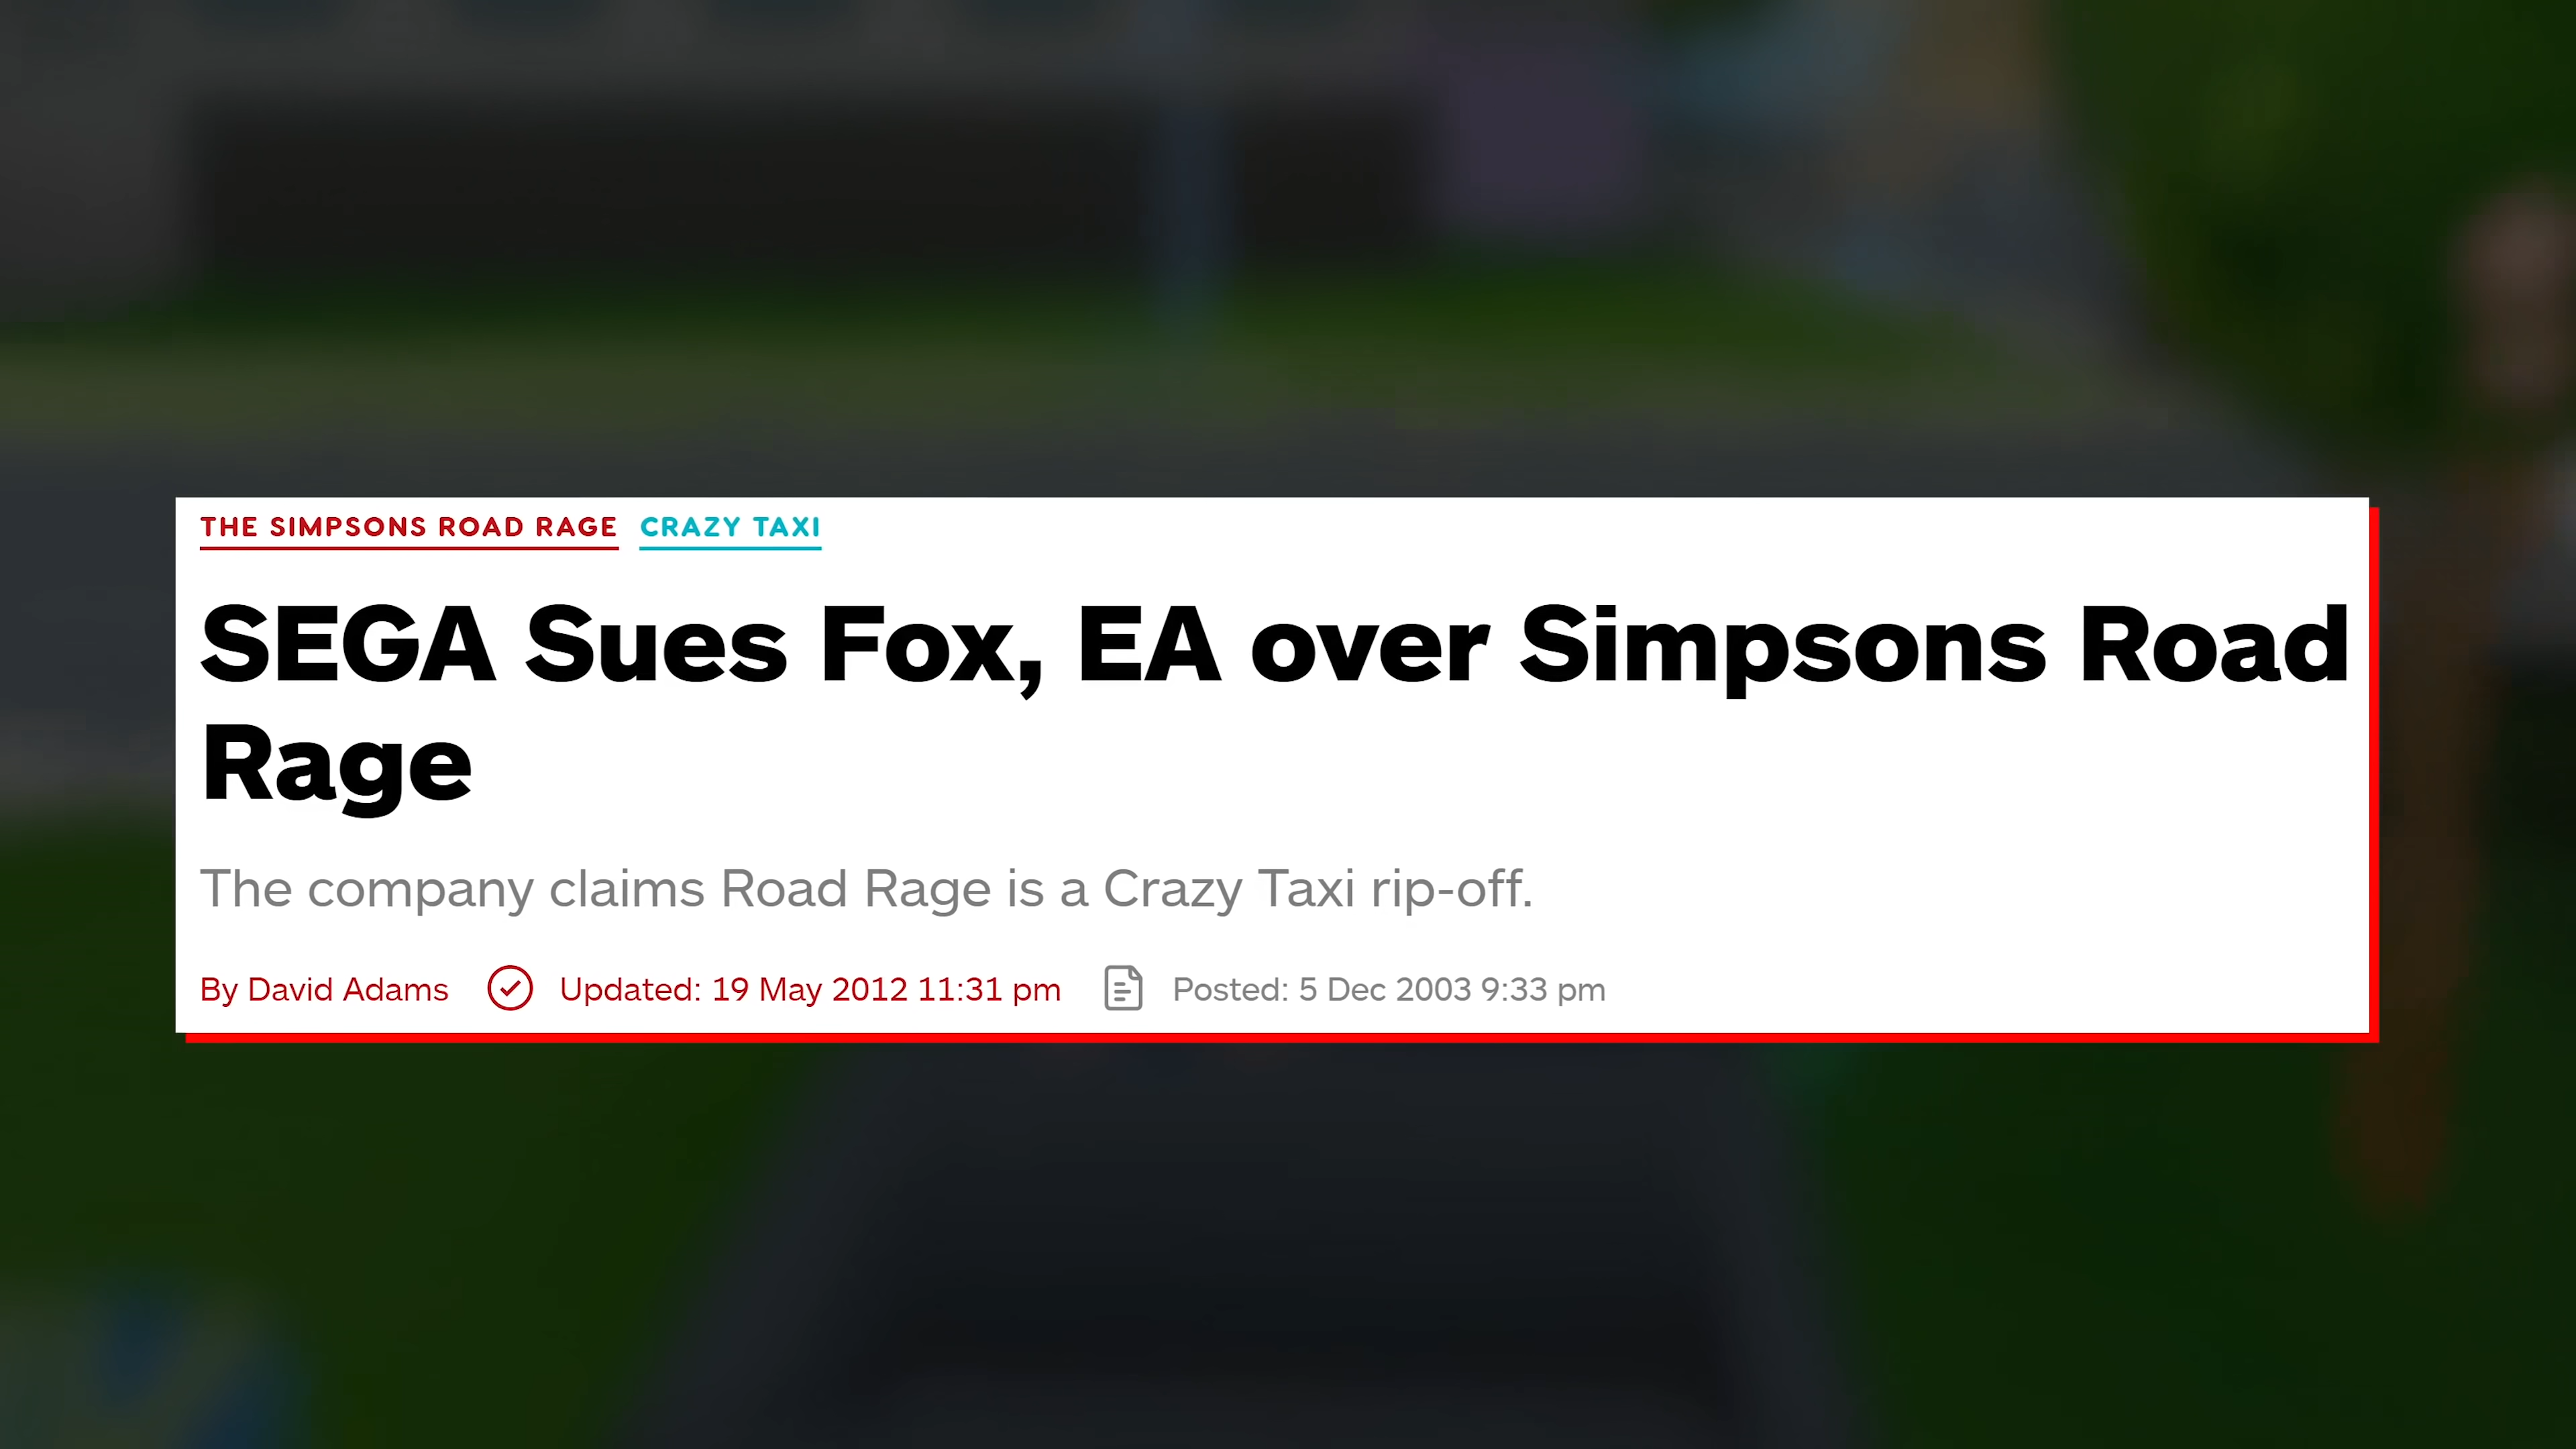 THE SIMPSONS ROAD RAGE CRAZY TAXI
SEGA Sues Fox, EA over Simpsons Road
Rage
The company claims Road Rage is a Crazy Taxi rip-off.
By David Adams Updated: 19 May 2012 11:31 pm Posted: 5 Dec 2003 9:33 pm